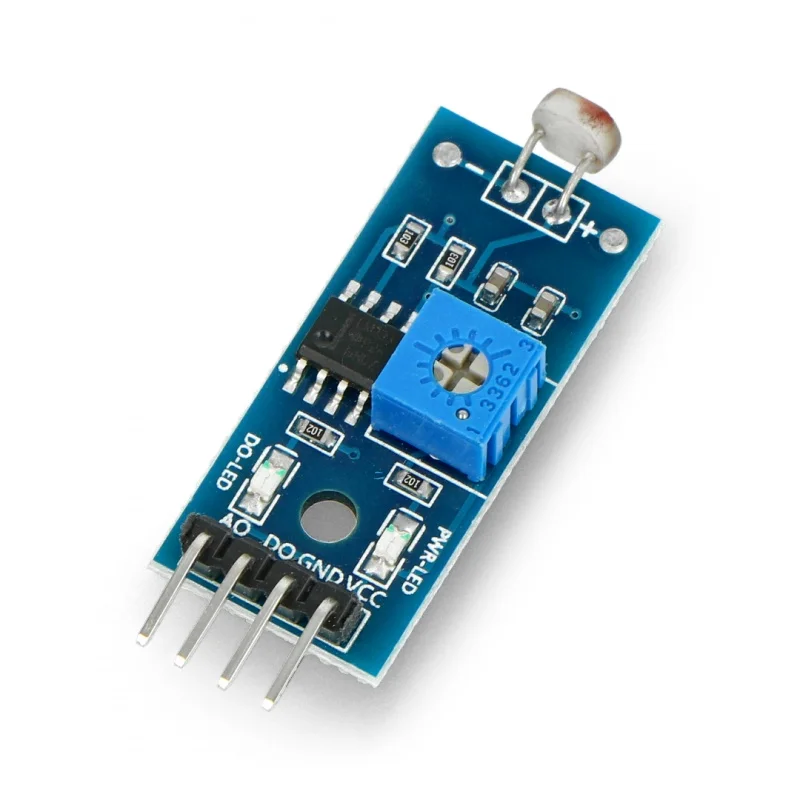 -
+
103
103
3362
1
3
102
102
DO-LED
PWR-LED
AO
DO
GND
VCC